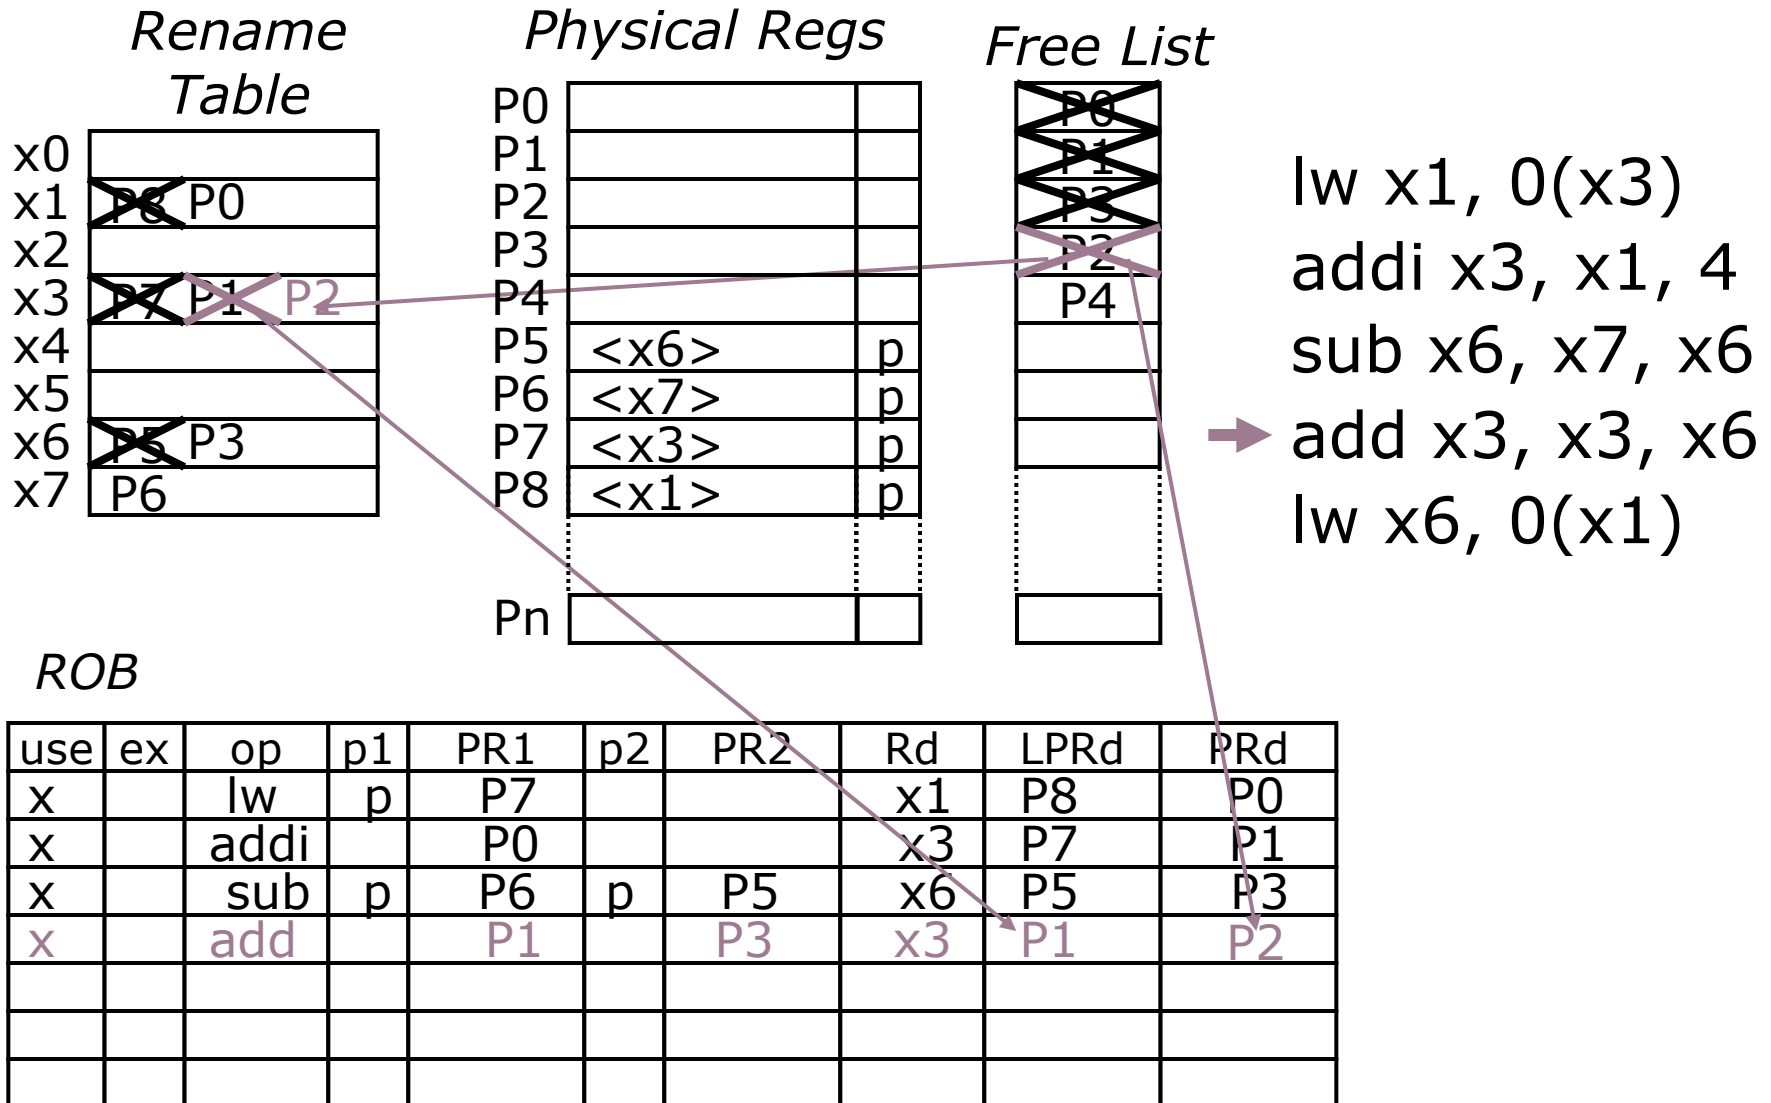 Rename Table
x0
x1 P8 P0
x2
x3 P7 P1 P2
x4
x5
x6 P5 P3
x7 P6
Physical Regs
P0
P1
P2
P3
P4
P5 <x6> p
P6 <x7> p
P7 <x3> p
P8 <x1> p
Pn
Free List
P0
P1
P3
P2
P4
lw x1, 0(x3)
addi x3, x1, 4
sub x6, x7, x6
add x3, x3, x6
lw x6, 0(x1)
ROB
use ex op p1 PR1 p2 PR2 Rd LPRd PRd
x lw p P7 x1 P8 P0
x addi P0 x3 P7 P1
x sub p P6 p P5 x6 P5 P3
x add P1 P3 x3 P1 P2